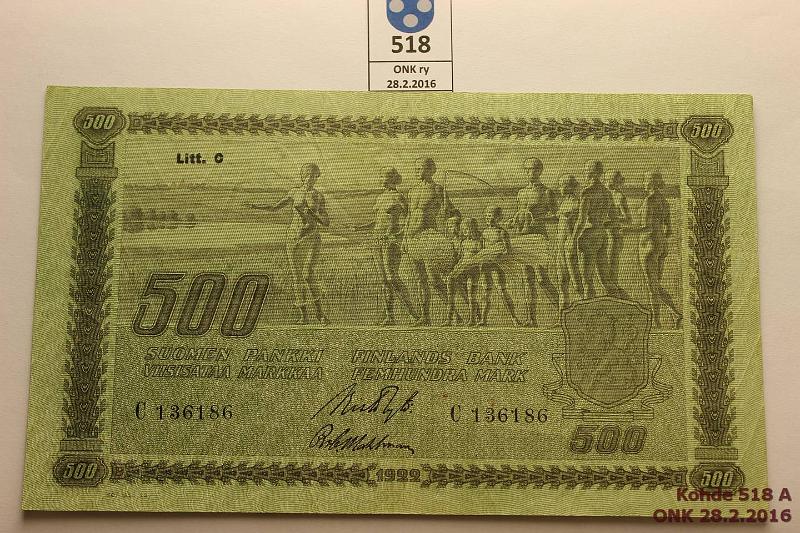 518
ONK ry
28.2.2016
500 500
Litt. C
500
SUOMEN PANKKI FINLANDS BANK
VIISISATAA MARKKAA FEMHUNDRA MARK
C 136186 C 136186
500
500 1922 500
Kohde 518 A
ONK 28.2.2016